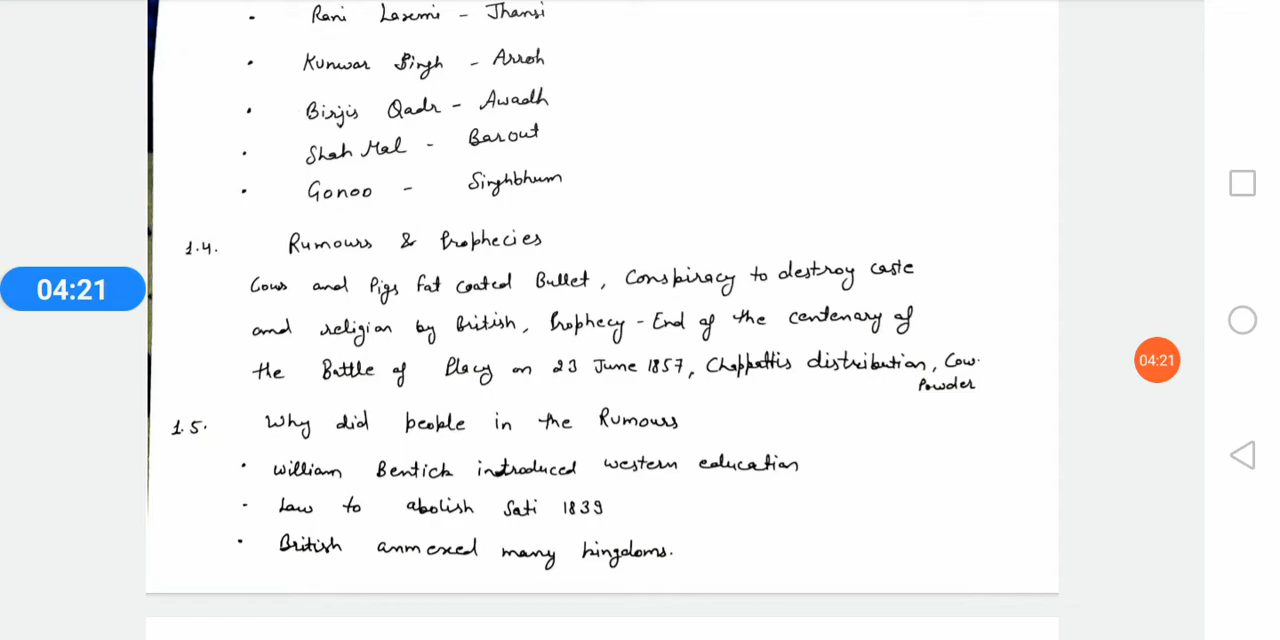 · Rani Laxmi - Jhansi
· Kunwar Singh - Arroh
· Birjis Qadr - Awadh
· Shah Mal - Barout
· Gonoo - Singhbhum
1.4. Rumours & Prophecies
04:21
04:21
Cows and Pigs fat coated Bullet, Conspiracy to destroy caste
and religion by British, Prophecy - End of the centenary of
the Battle of Placy on 23 June 1857, Chappattis distribution, Cow.
Powder
1.5. Why did people in the Rumours
· William Bentick introduced western education
· Law to abolish Sati 1839
· British annexed many kingdoms.